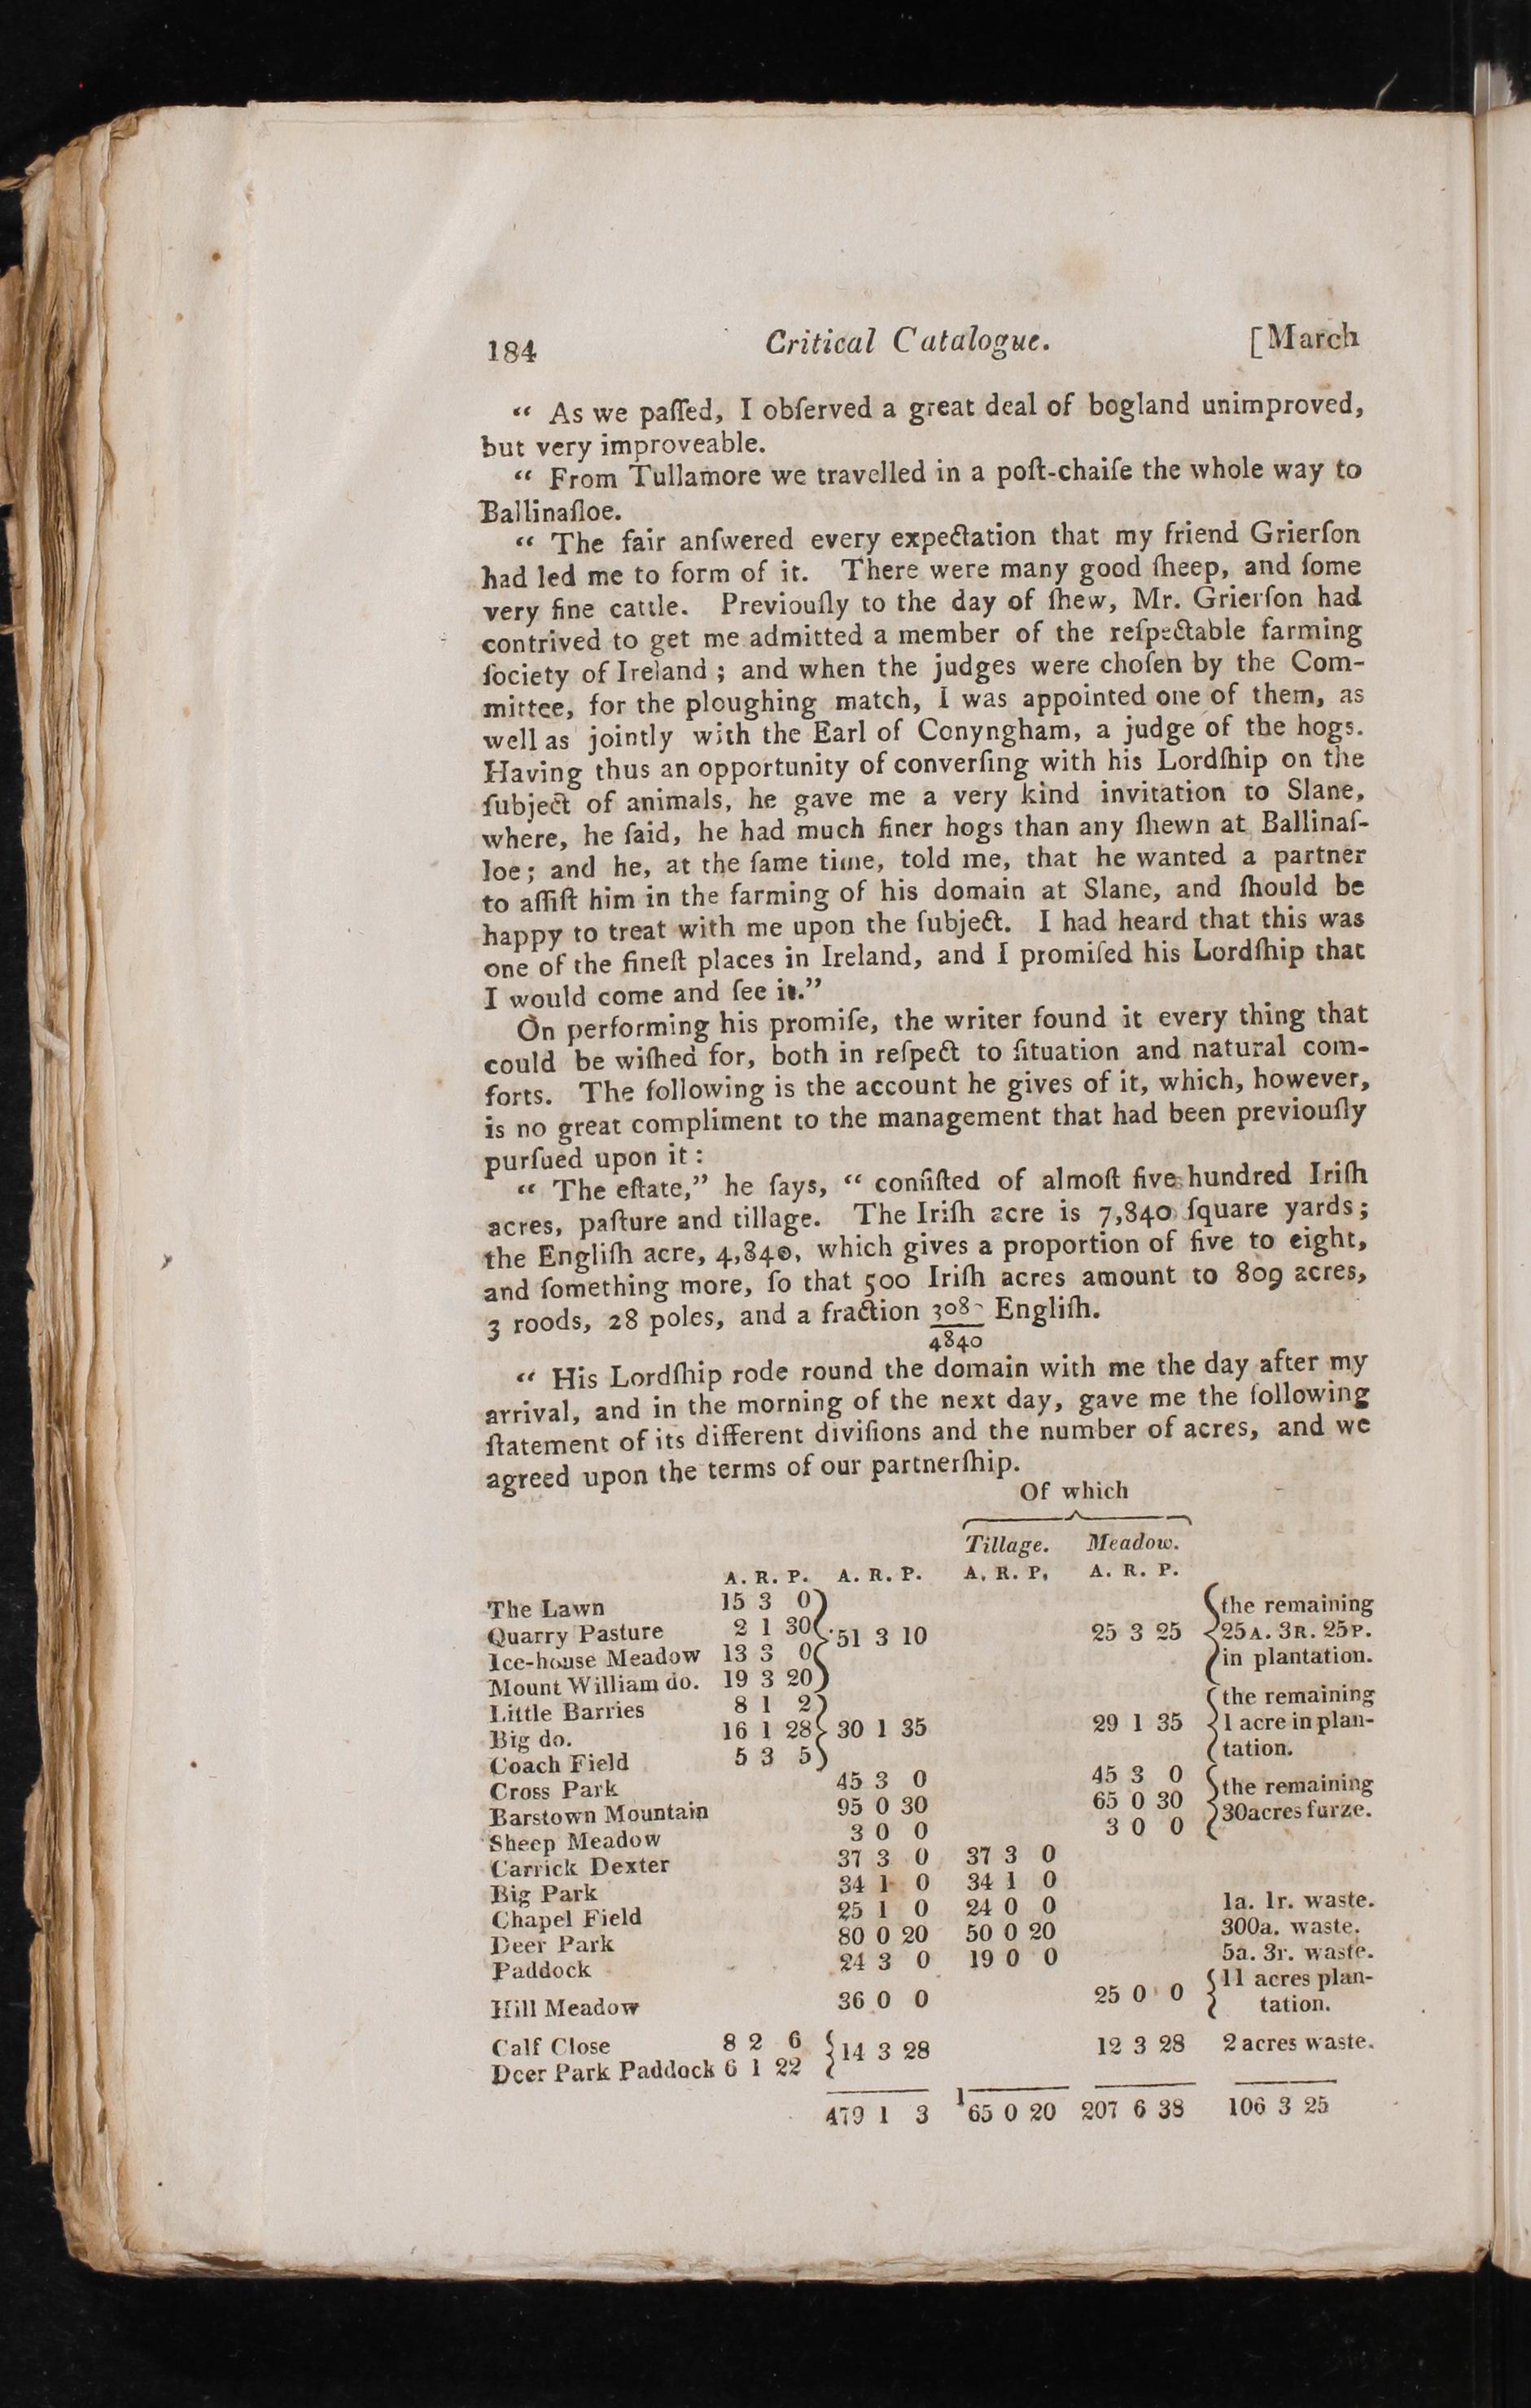 184 Critical Catalogue. [March
“ As we paſſed, I obſerved a great deal of bogland unimproved,
but very improveable.
“ From Tullamore we travelled in a poſt-chaiſe the whole way to
Ballinaſloe.
“ The fair anſwered every expectation that my friend Grierſon
had led me to form of it. There were many good ſheep, and ſome
very fine cattle. Previouſly to the day of ſhew, Mr. Grierſon had
contrived to get me admitted a member of the reſpectable farming
ſociety of Ireland ; and when the judges were choſen by the Com-
mittee, for the ploughing match, I was appointed one of them, as
well as jointly with the Earl of Conyngham, a judge of the hogs.
Having thus an opportunity of converſing with his Lordſhip on the
ſubject of animals, he gave me a very kind invitation to Slane,
where, he ſaid, he had much finer hogs than any ſhewn at Ballinaſ-
loe; and he, at the ſame time, told me, that he wanted a partner
to aſſiſt him in the farming of his domain at Slane, and ſhould be
happy to treat with me upon the ſubject. I had heard that this was
one of the fineſt places in Ireland, and I promiſed his Lordſhip that
I would come and ſee it.”
On performing his promiſe, the writer found it every thing that
could be wiſhed for, both in reſpect to ſituation and natural com-
forts. The following is the account he gives of it, which, however,
is no great compliment to the management that had been previouſly
purſued upon it :
“ The eſtate,” he ſays, “ conſiſted of almoſt five hundred Iriſh
acres, paſture and tillage. The Iriſh acre is 7,840 ſquare yards;
the Engliſh acre, 4,840, which gives a proportion of five to eight,
and ſomething more, ſo that 500 Iriſh acres amount to 809 acres,
3 roods, 28 poles, and a fraction 308 Engliſh.
4840
“ His Lordſhip rode round the domain with me the day after my
arrival, and in the morning of the next day, gave me the following
ſtatement of its different diviſions and the number of acres, and we
agreed upon the terms of our partnerſhip.
Of which
Tillage. Meadow.
A. R. P. A. R. P. A. R. P. A. R. P.
The Lawn 15 3 0 the remaining
Quarry Pasture 2 1 30 51 3 10 25 3 25 25A. 3R. 25P.
Ice-house Meadow 13 3 0 in plantation.
Mount William do. 19 3 20
Little Barries 8 1 2 the remaining
Big do. 16 1 28 30 1 35 29 1 35 1 acre in plan-
Coach Field 5 3 5 tation.
Cross Park 45 3 0 45 3 0 the remaining
Barstown Mountain 95 0 30 65 0 30 30acres furze.
Sheep Meadow 3 0 0 3 0 0
Carrick Dexter 37 3 0 37 3 0
Big Park 34 1 0 34 1 0
Chapel Field 25 1 0 24 0 0 1a. 1r. waste.
Deer Park 80 0 20 50 0 20 300a. waste.
Paddock 24 3 0 19 0 0 5a. 3r. waste.
Hill Meadow 36 0 0 25 0 0 11 acres plan-
tation.
Calf Close 8 2 6 14 3 28 12 3 28 2 acres waste.
Deer Park Paddock 6 1 22
479 1 3 165 0 20 207 6 38 106 3 25